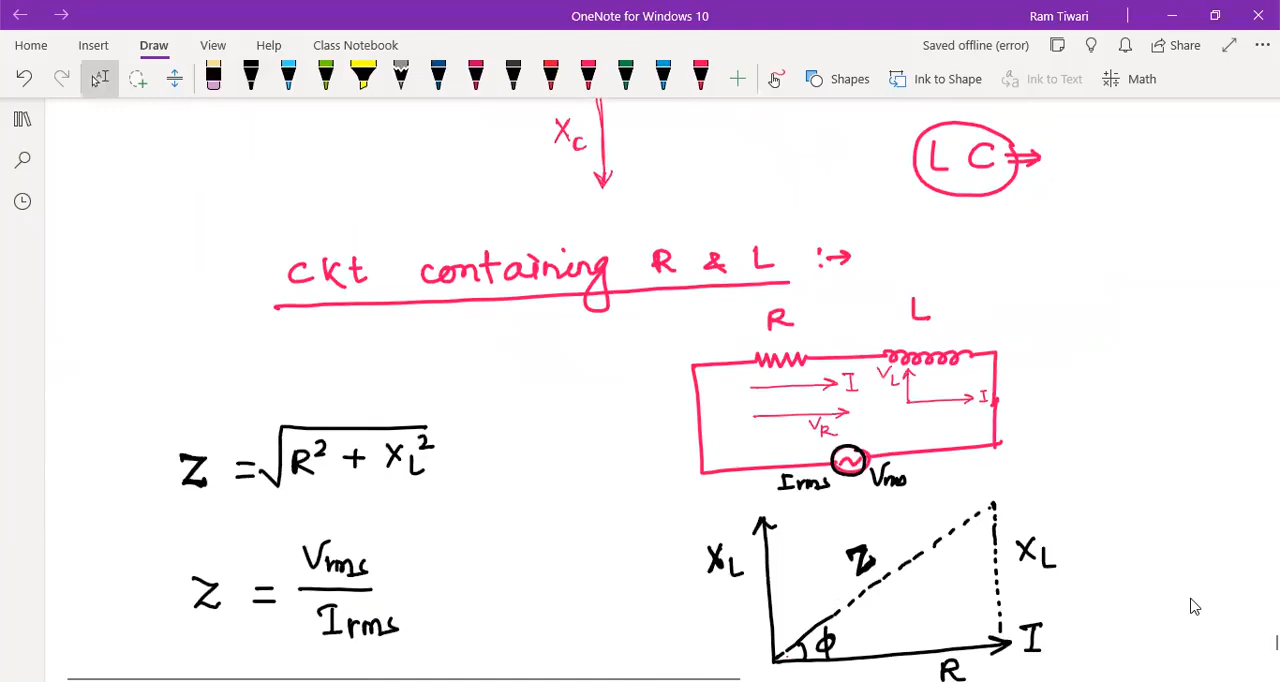 OneNote for Windows 10
Ram Tiwari
Home Insert Draw View Help Class Notebook
Saved offline (error) Share
Shapes Ink to Shape Ink to Text Math
Xc
L C
ckt containing R & L :→
R
L
I
VR
VL
I
Irms Vrms
Z = √R² + XL²
Z = Vrms / Irms
XL
Z
XL
ϕ
I
R